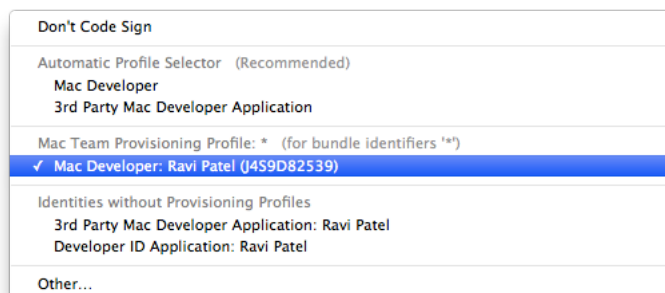 Don't Code Sign
Automatic Profile Selector (Recommended)
Mac Developer
3rd Party Mac Developer Application
Mac Team Provisioning Profile: * (for bundle identifiers '*')
✓ Mac Developer: Ravi Patel (J4S9D82539)
Identities without Provisioning Profiles
3rd Party Mac Developer Application: Ravi Patel
Developer ID Application: Ravi Patel
Other...